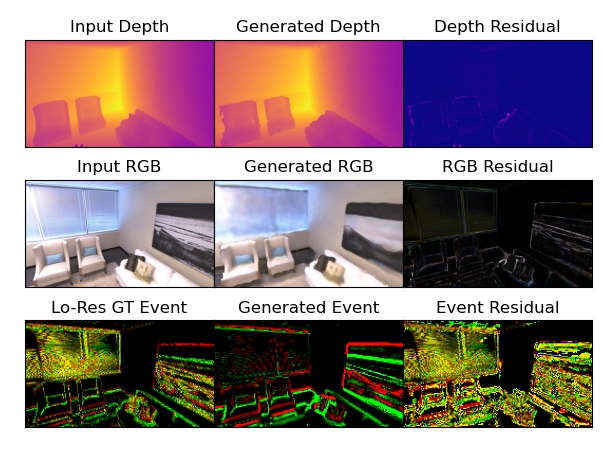 Input Depth
Generated Depth
Depth Residual
Input RGB
Generated RGB
RGB Residual
Lo-Res GT Event
Generated Event
Event Residual